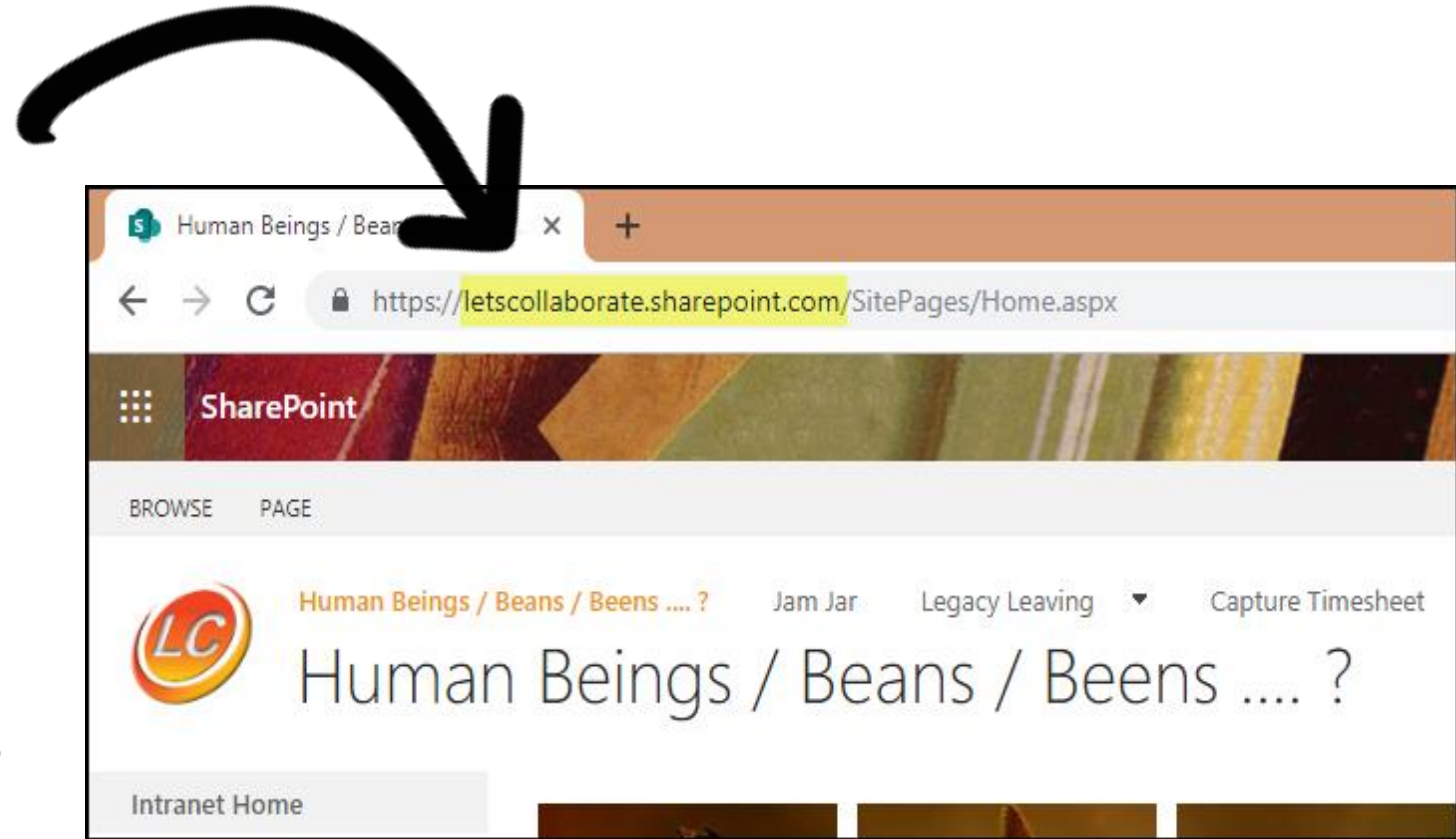 Human Beings / Bea
https://letscollaborate.sharepoint.com/SitePages/Home.aspx
SharePoint
BROWSE PAGE
LC
Human Beings / Beans / Beens .... ? Jam Jar Legacy Leaving Capture Timesheet
Human Beings / Beans / Beens .... ?
Intranet Home